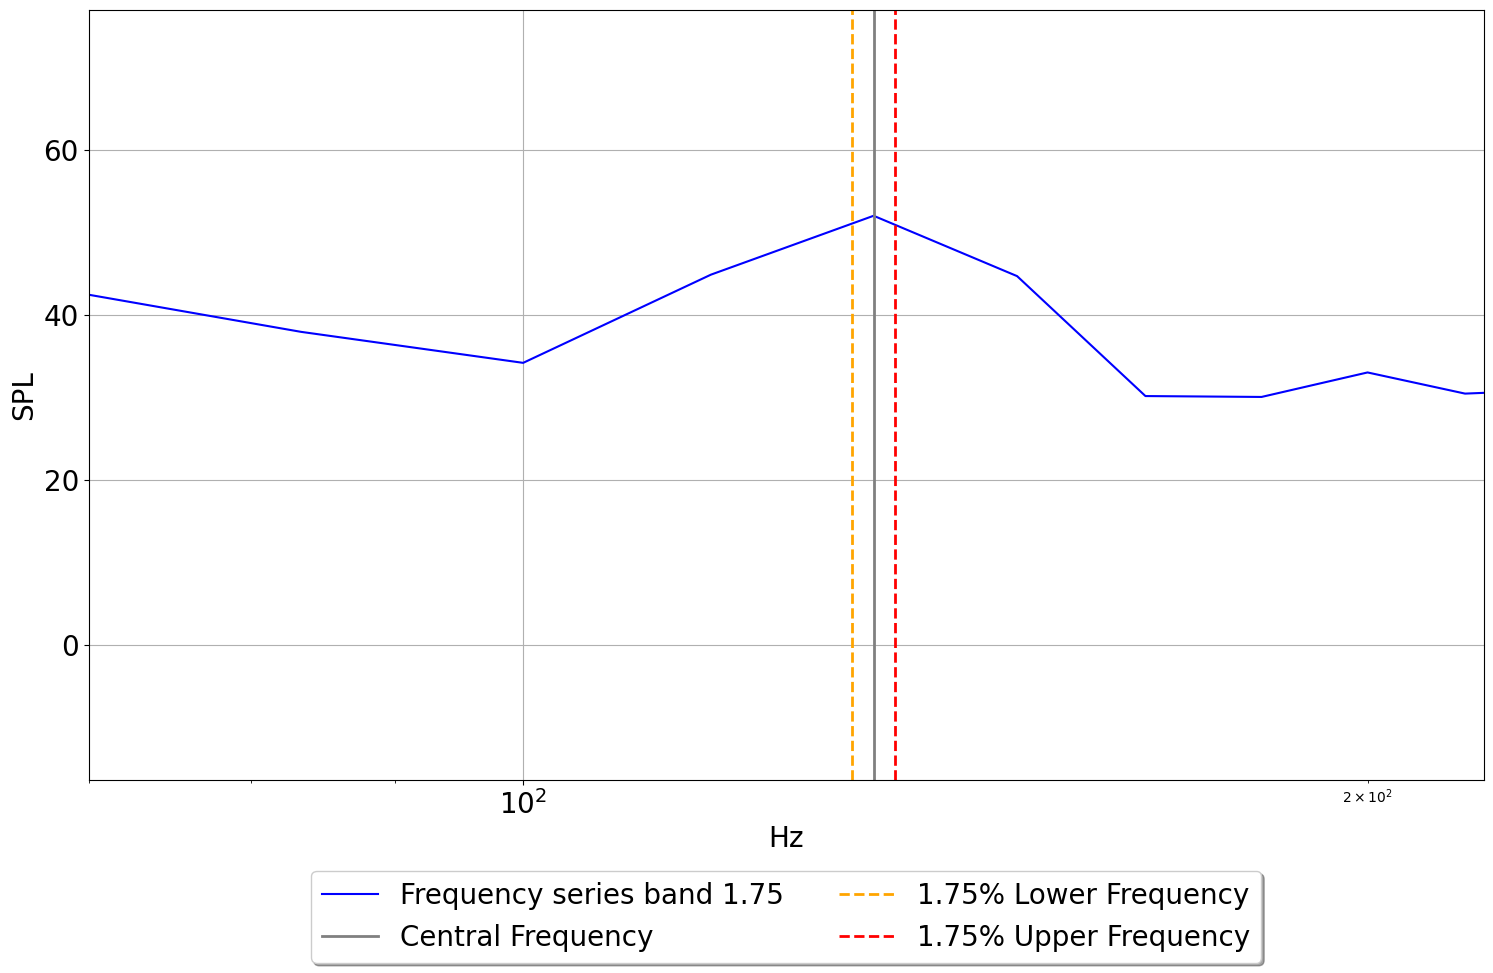 60
40
20
0
SPL
10²
2 × 10²
Hz
Frequency series band 1.75
Central Frequency
1.75% Lower Frequency
1.75% Upper Frequency